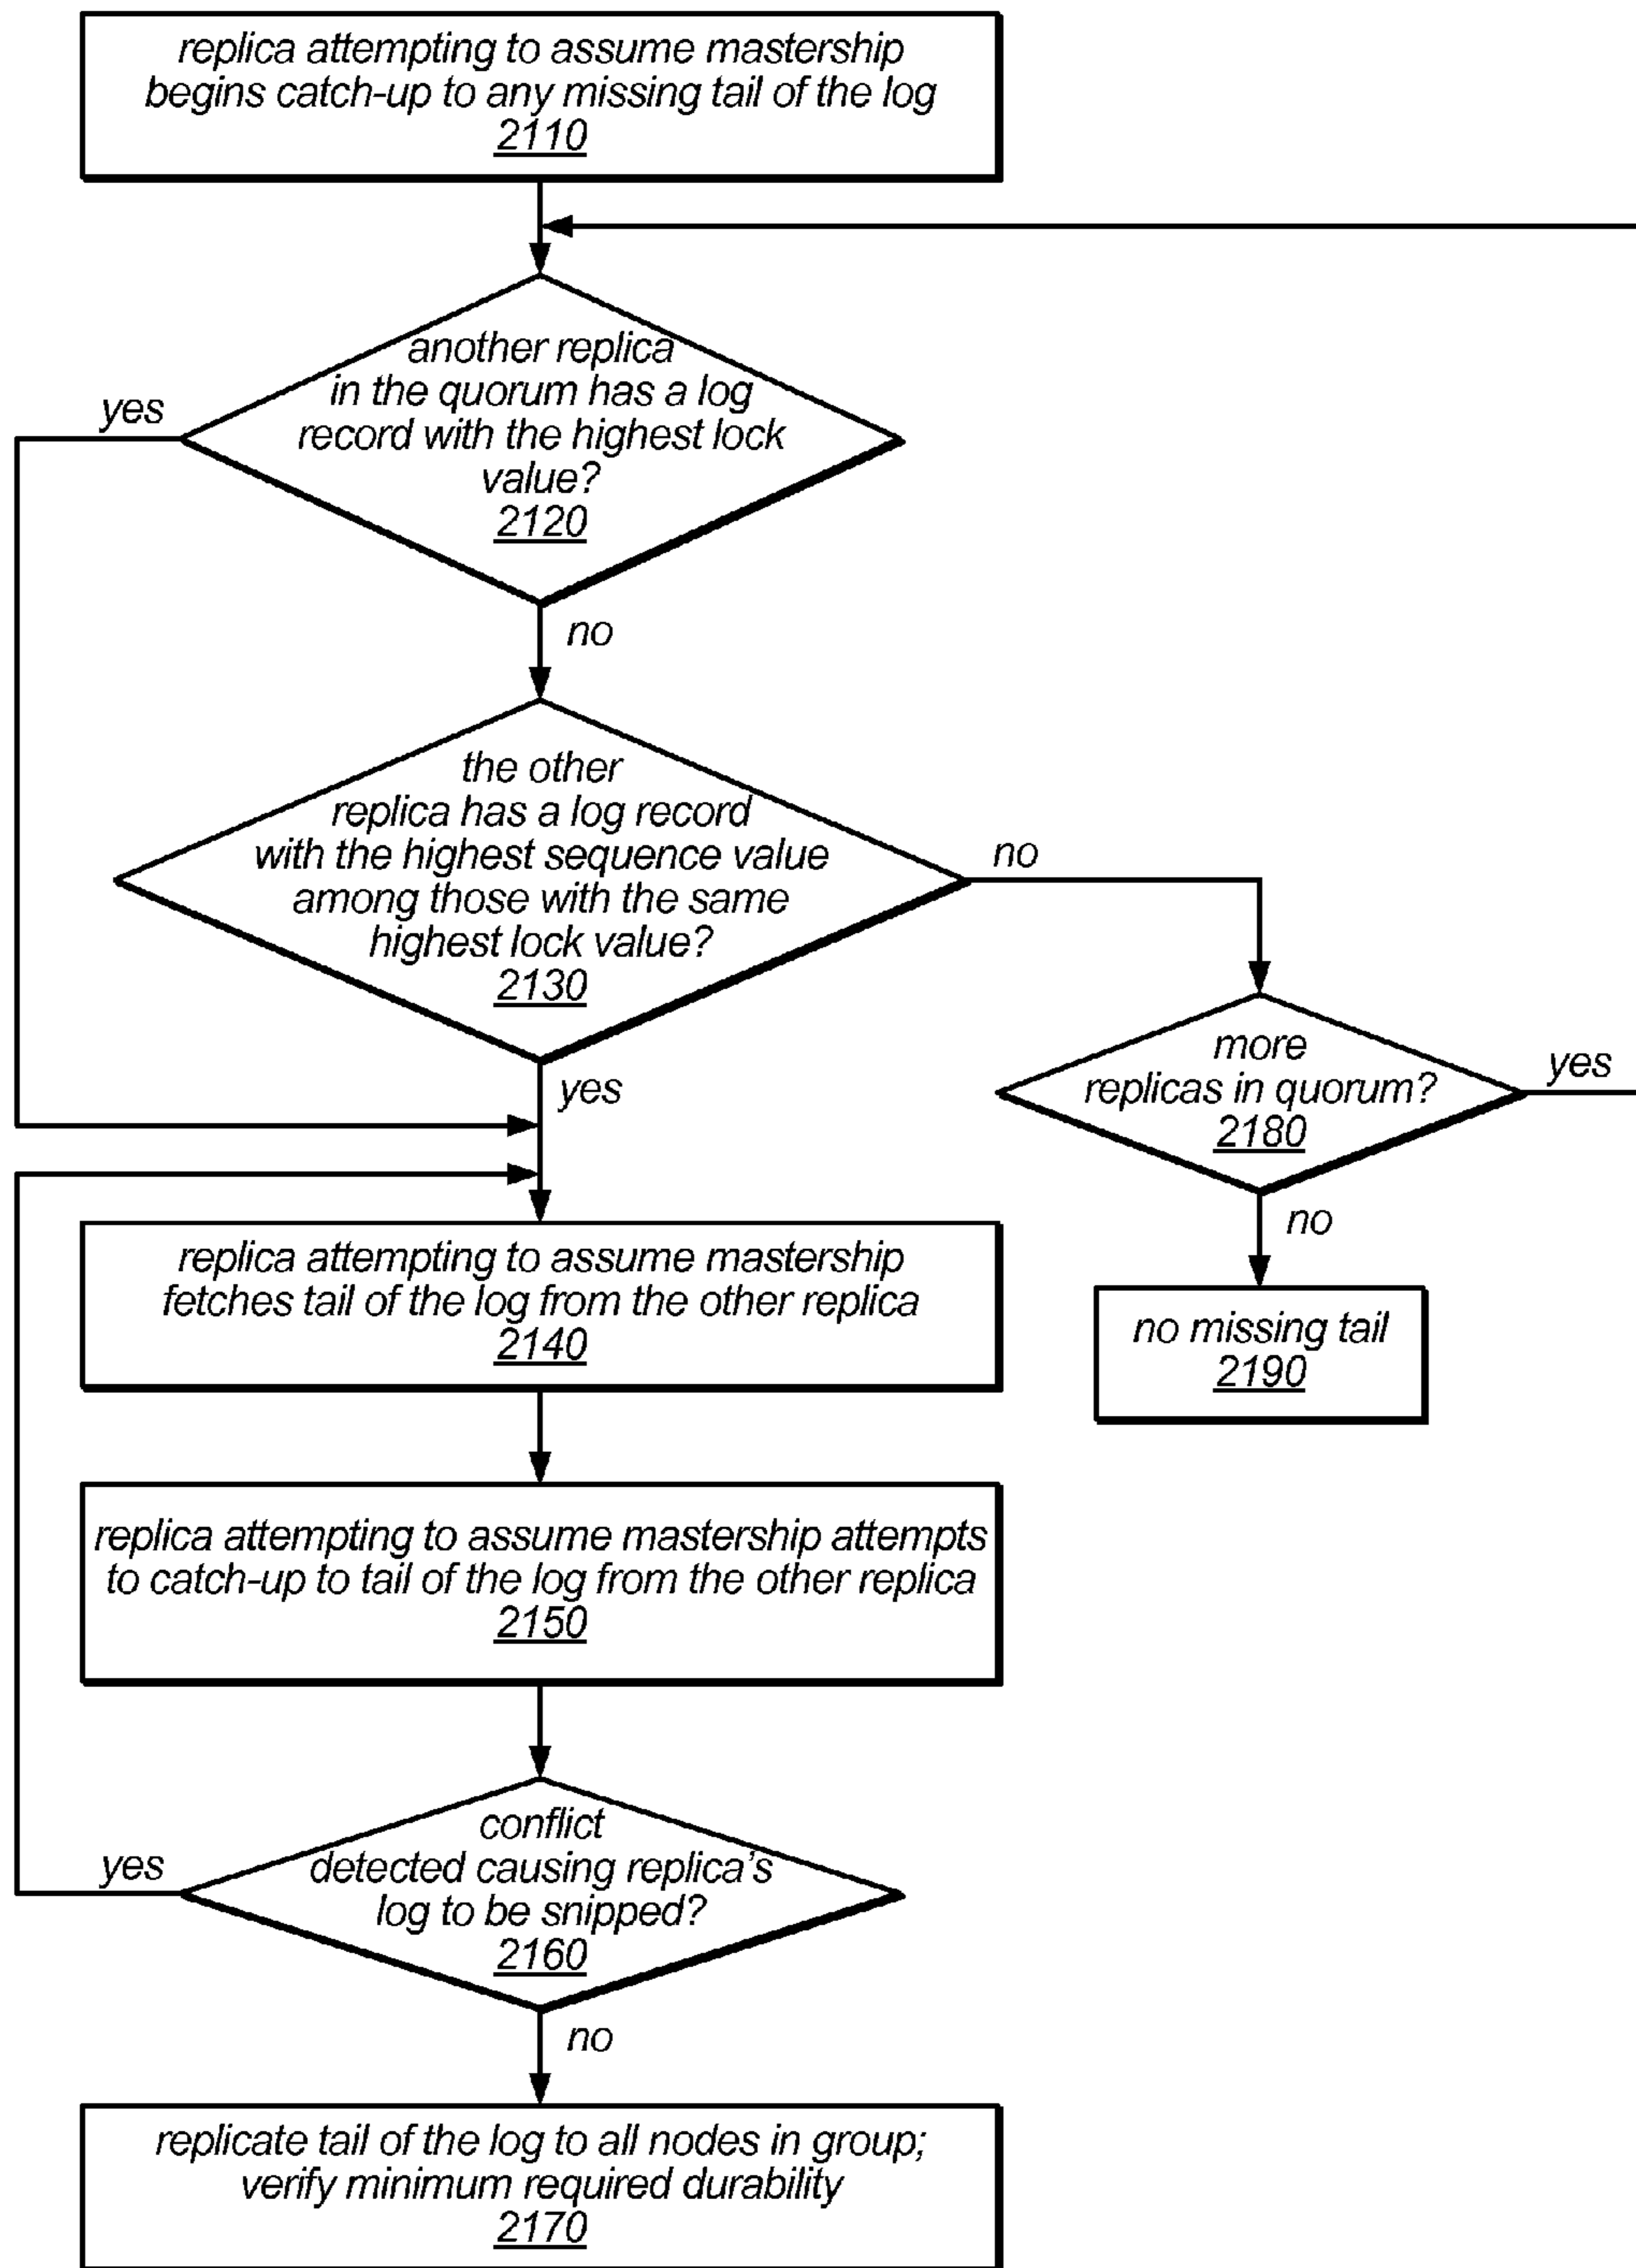 replica attempting to assume mastership
begins catch-up to any missing tail of the log
2110
another replica
in the quorum has a log
record with the highest lock
value?
2120
yes
no
the other
replica has a log record
with the highest sequence value
among those with the same
highest lock value?
2130
no
yes
more
replicas in quorum?
2180
yes
no
no missing tail
2190
replica attempting to assume mastership
fetches tail of the log from the other replica
2140
replica attempting to assume mastership attempts
to catch-up to tail of the log from the other replica
2150
conflict
detected causing replica's
log to be snipped?
2160
yes
no
replicate tail of the log to all nodes in group;
verify minimum required durability
2170